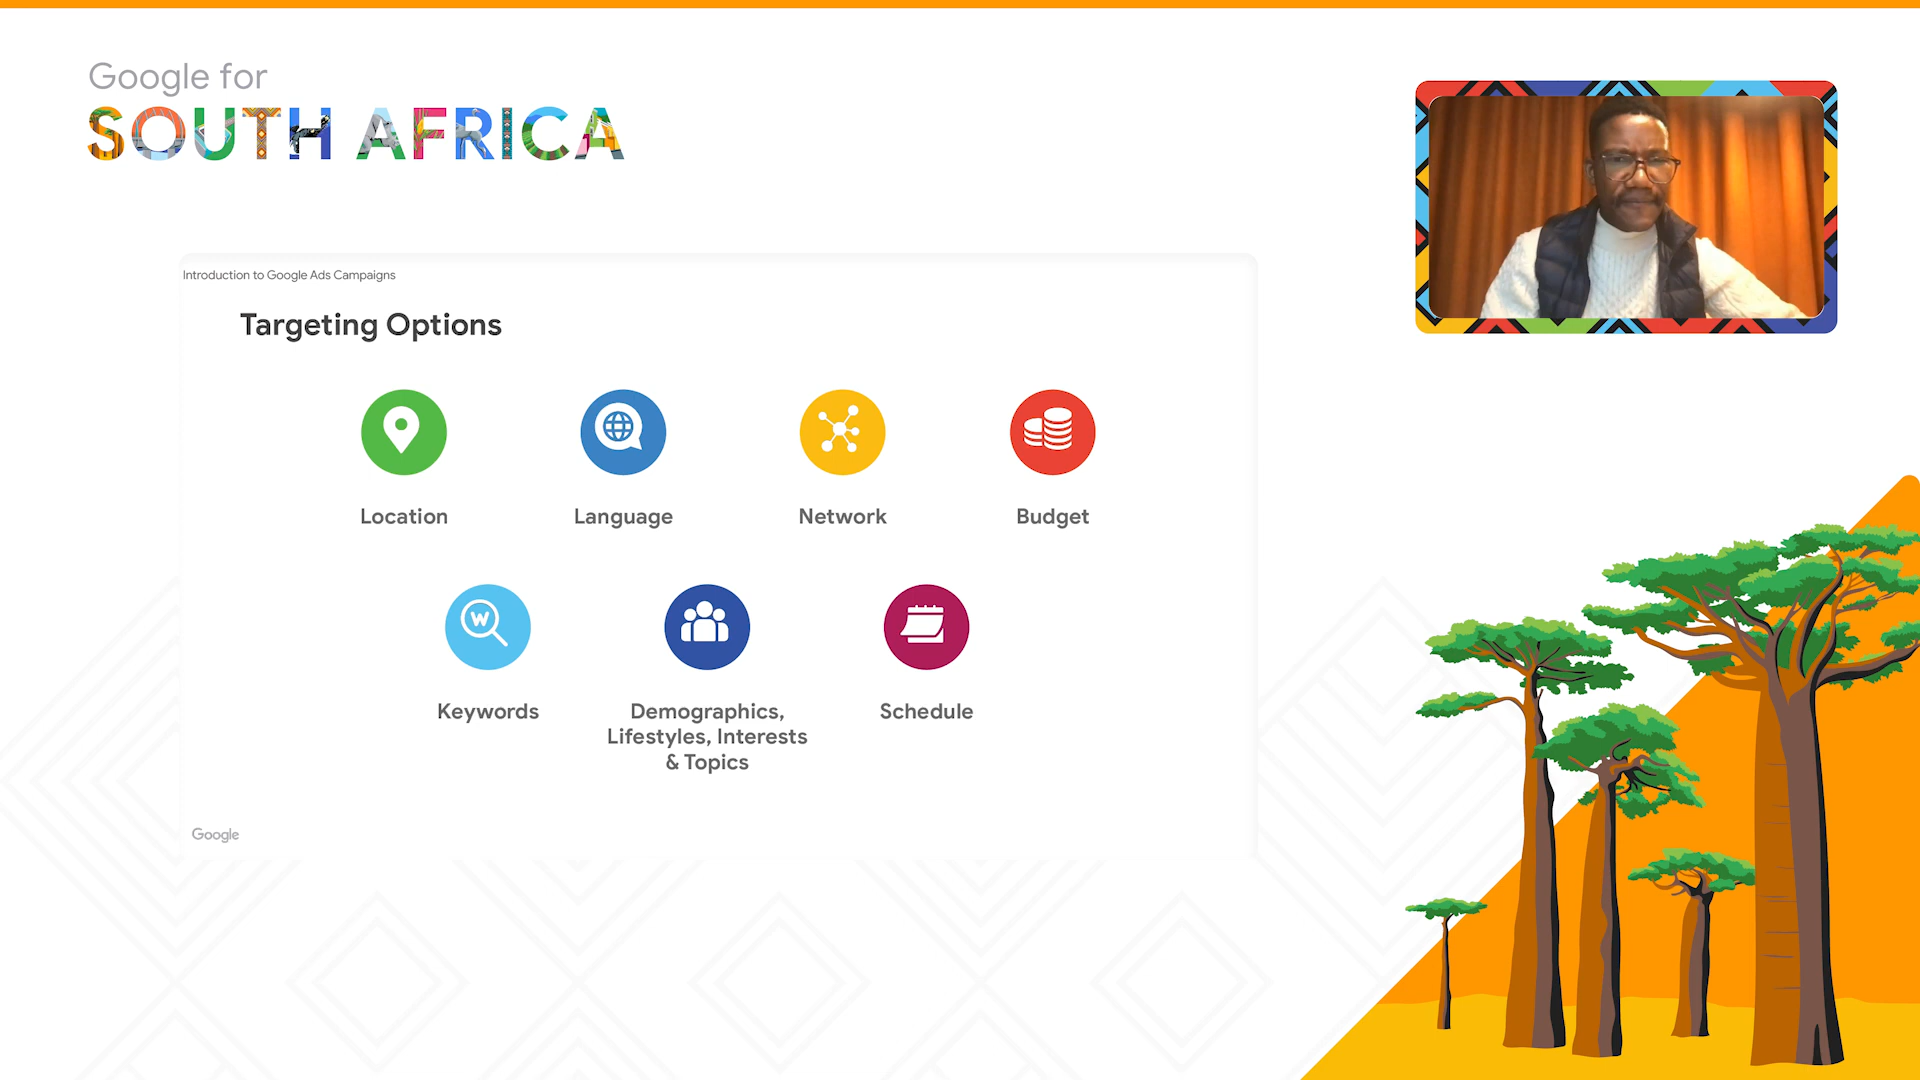 Google for
SOUTH AFRICA
Introduction to Google Ads Campaigns
Targeting Options
Location
Language
Network
Budget
W
Keywords
Demographics,
Lifestyles, Interests
& Topics
Schedule
Google